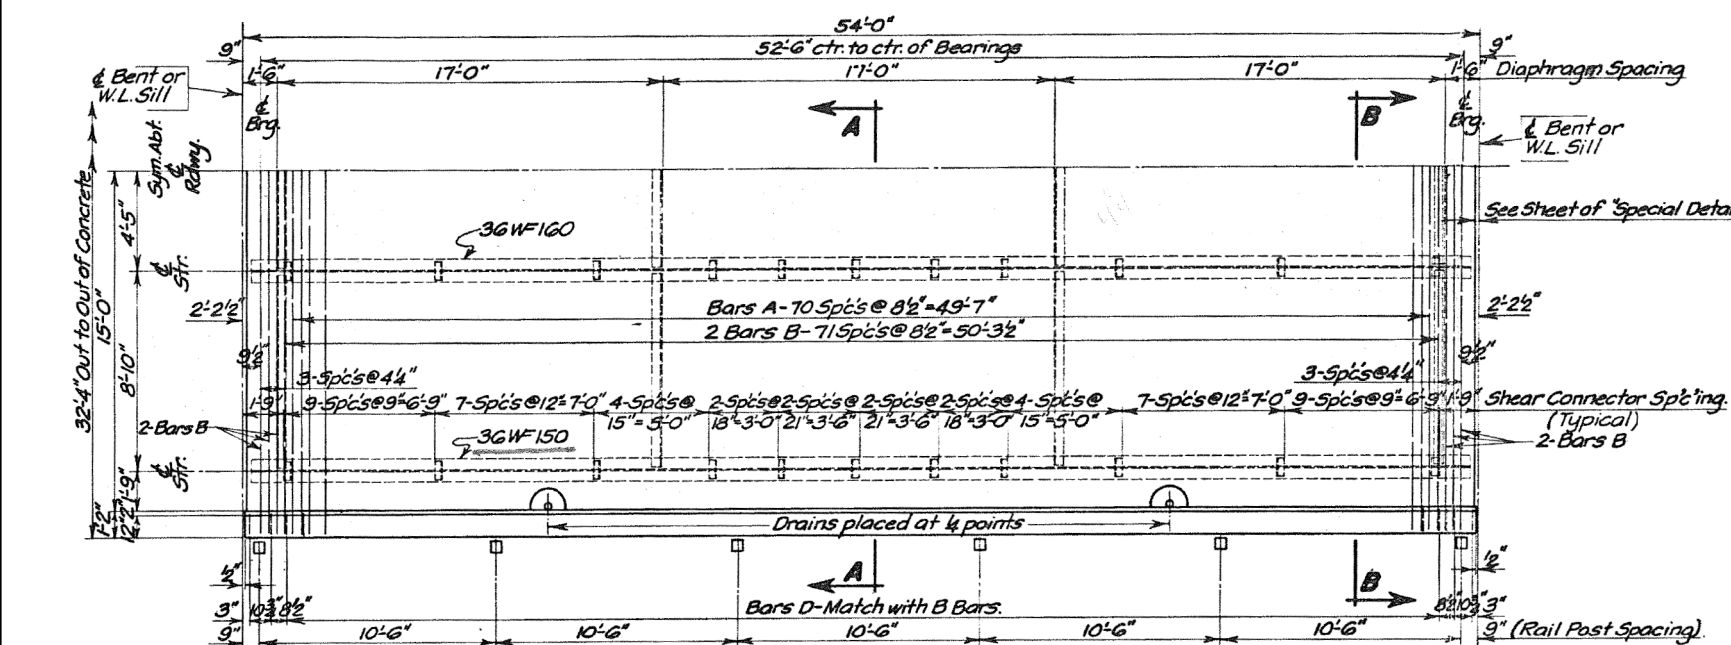 54'-0"
9" 52'-6" ctr. to ctr. of Bearings 9"
1'-6" 17'-0" 17'-0" 17'-0" 1'-6" Diaphragm Spacing
℄ Bent or
W.L. Sill
℄
Brg.
A
B
℄
Brg.
℄ Bent or
W.L. Sill
Sym. Abt.
℄
Rdwy.
32'-4" Out to Out of Concrete
15'-0"
4'-5"
See Sheet of "Special Deta
36WF160
℄
Str.
2'-2½" Bars A-70 Spc's @ 8½"=49'-7" 2'-2½"
2 Bars B-71 Spc's @ 8½"=50'-3½"
8'-10"
9½" 9½"
3-Spc's @ 4¼" 3-Spc's @ 4¼"
1'-9" 9-Spc's @ 9"=6'-9" 7-Spc's @ 12"=7'-0" 4-Spc's @ 2-Spc's @ 2-Spc's @ 2-Spc's @ 2-Spc's @ 4-Spc's @ 7-Spc's @ 12"=7'-0" 9-Spc's @ 9"=6'-9" 1'-9" Shear Connector Spc'ing.
15"=5'-0" 18"=3'-0" 21"=3'-6" 21"=3'-6" 18"=3'-0" 15"=5'-0" (Typical)
2-Bars B 2-Bars B
36WF150
℄
Str.
1'-9"
1'-2"
Drains placed at ¼ points
½" A B ½"
3" 10¾" 8½" Bars D-Match with B Bars. 8½" 10¾" 3"
9" 10'-6" 10'-6" 10'-6" 10'-6" 10'-6" 9" (Rail Post Spacing).